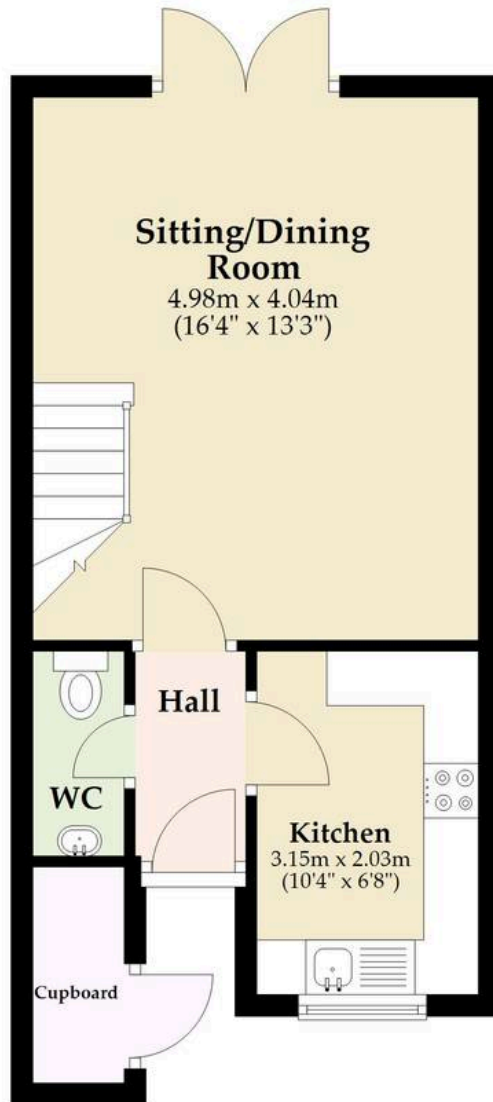 Sitting/Dining
Room
4.98m x 4.04m
(16'4" x 13'3")
Hall
WC
Kitchen
3.15m x 2.03m
(10'4" x 6'8")
Cupboard